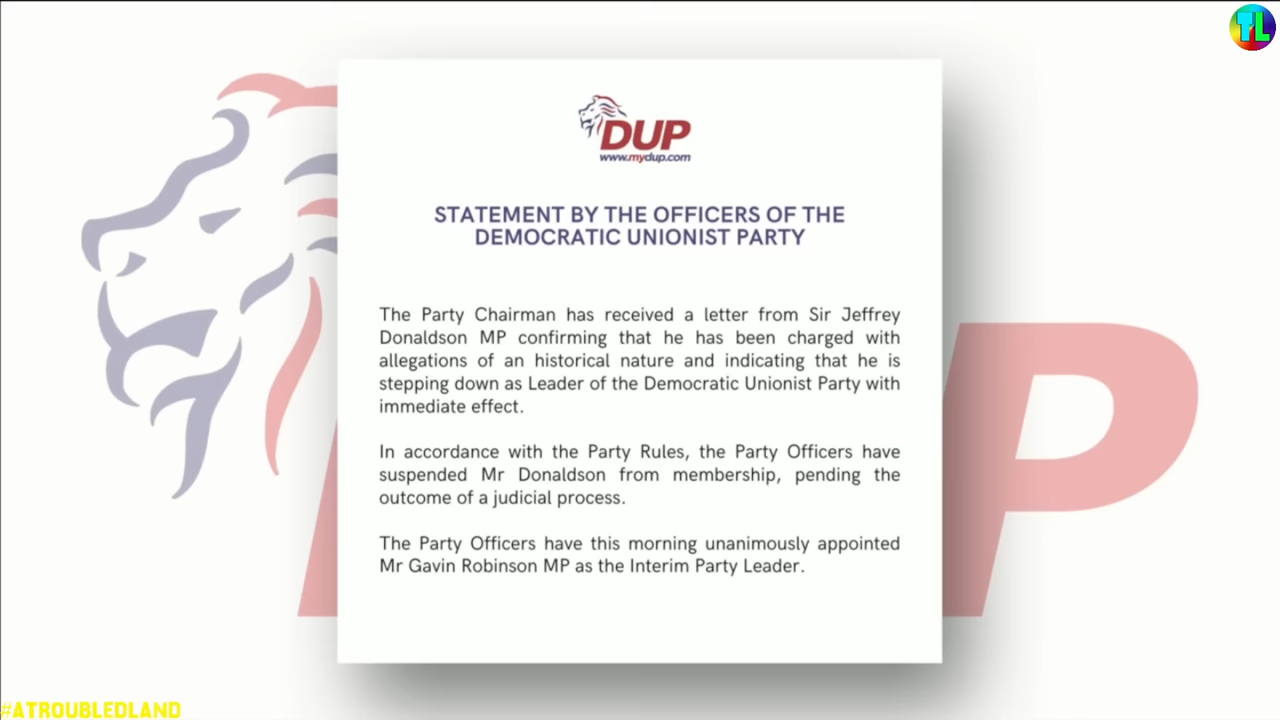 TL
DUP
www.mydup.com
STATEMENT BY THE OFFICERS OF THE
DEMOCRATIC UNIONIST PARTY
The Party Chairman has received a letter from Sir Jeffrey
Donaldson MP confirming that he has been charged with
allegations of an historical nature and indicating that he is
stepping down as Leader of the Democratic Unionist Party with
immediate effect.
In accordance with the Party Rules, the Party Officers have
suspended Mr Donaldson from membership, pending the
outcome of a judicial process.
The Party Officers have this morning unanimously appointed
Mr Gavin Robinson MP as the Interim Party Leader.
P
#ATROUBLEDLAND